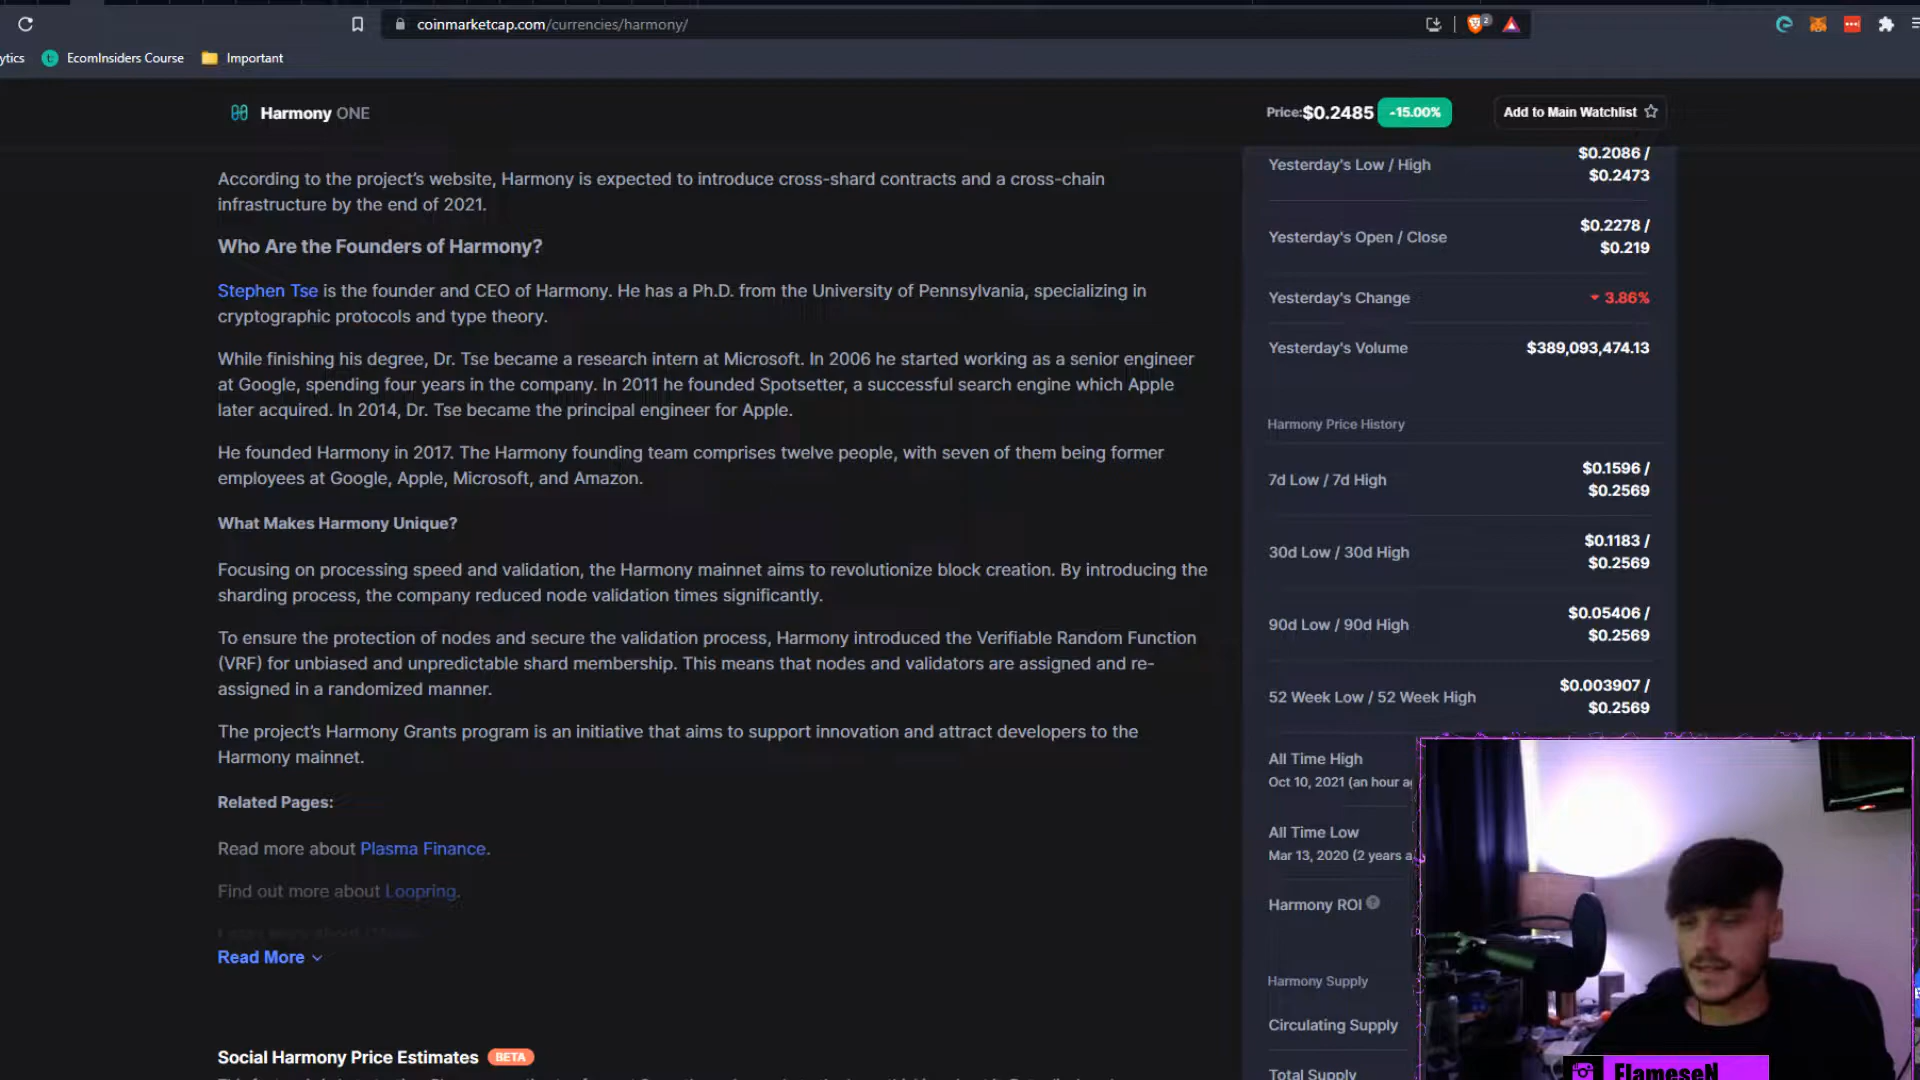 coinmarketcap.com/currencies/harmony/
2
ytics
EcomInsiders Course
Important
Harmony ONE
Price:$0.2485
-15.00%
Add to Main Watchlist
According to the project's website, Harmony is expected to introduce cross-shard contracts and a cross-chain
infrastructure by the end of 2021.
Who Are the Founders of Harmony?
Stephen Tse is the founder and CEO of Harmony. He has a Ph.D. from the University of Pennsylvania, specializing in
cryptographic protocols and type theory.
While finishing his degree, Dr. Tse became a research intern at Microsoft. In 2006 he started working as a senior engineer
at Google, spending four years in the company. In 2011 he founded Spotsetter, a successful search engine which Apple
later acquired. In 2014, Dr. Tse became the principal engineer for Apple.
He founded Harmony in 2017. The Harmony founding team comprises twelve people, with seven of them being former
employees at Google, Apple, Microsoft, and Amazon.
What Makes Harmony Unique?
Focusing on processing speed and validation, the Harmony mainnet aims to revolutionize block creation. By introducing the
sharding process, the company reduced node validation times significantly.
To ensure the protection of nodes and secure the validation process, Harmony introduced the Verifiable Random Function
(VRF) for unbiased and unpredictable shard membership. This means that nodes and validators are assigned and re-
assigned in a randomized manner.
The project's Harmony Grants program is an initiative that aims to support innovation and attract developers to the
Harmony mainnet.
Related Pages:
Read more about Plasma Finance.
Find out more about Loopring.
Read More
Social Harmony Price Estimates BETA
Yesterday's Low / High
$0.2086 /
$0.2473
Yesterday's Open / Close
$0.2278 /
$0.219
Yesterday's Change
3.86%
Yesterday's Volume
$389,093,474.13
Harmony Price History
7d Low / 7d High
$0.1596 /
$0.2569
30d Low / 30d High
$0.1183 /
$0.2569
90d Low / 90d High
$0.05406 /
$0.2569
52 Week Low / 52 Week High
$0.003907 /
$0.2569
All Time High
Oct 10, 2021 (an hour a
All Time Low
Mar 13, 2020 (2 years a
Harmony ROI
Harmony Supply
Circulating Supply
Total Supply
FlameseN